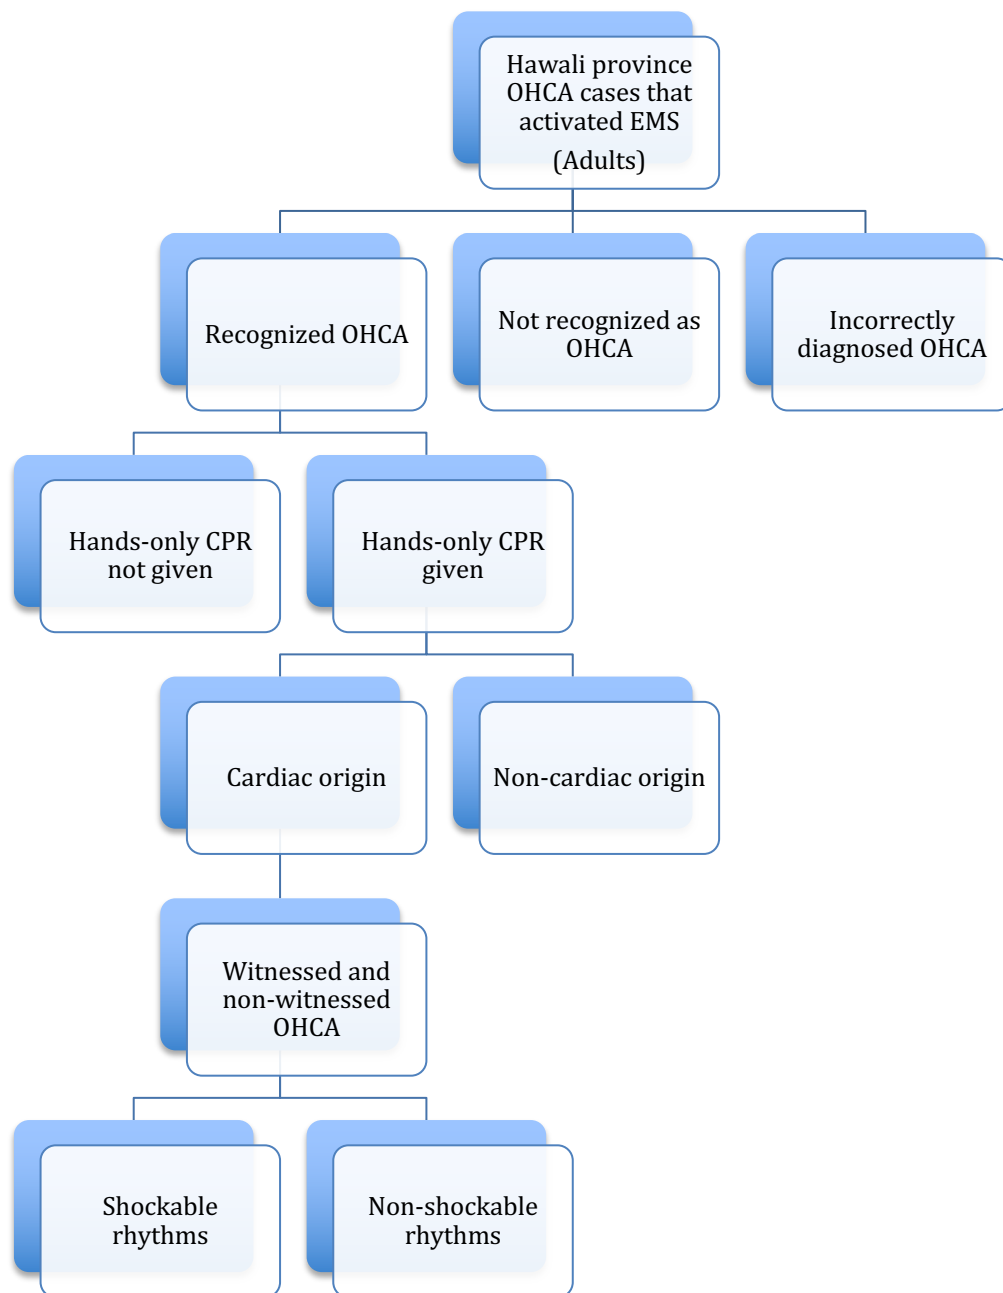 Hawali province
OHCA cases that
activated EMS
(Adults)
Recognized OHCA
Not recognized as
OHCA
Incorrectly
diagnosed OHCA
Hands-only CPR
not given
Hands-only CPR
given
Cardiac origin
Non-cardiac origin
Witnessed and
non-witnessed
OHCA
Shockable
rhythms
Non-shockable
rhythms